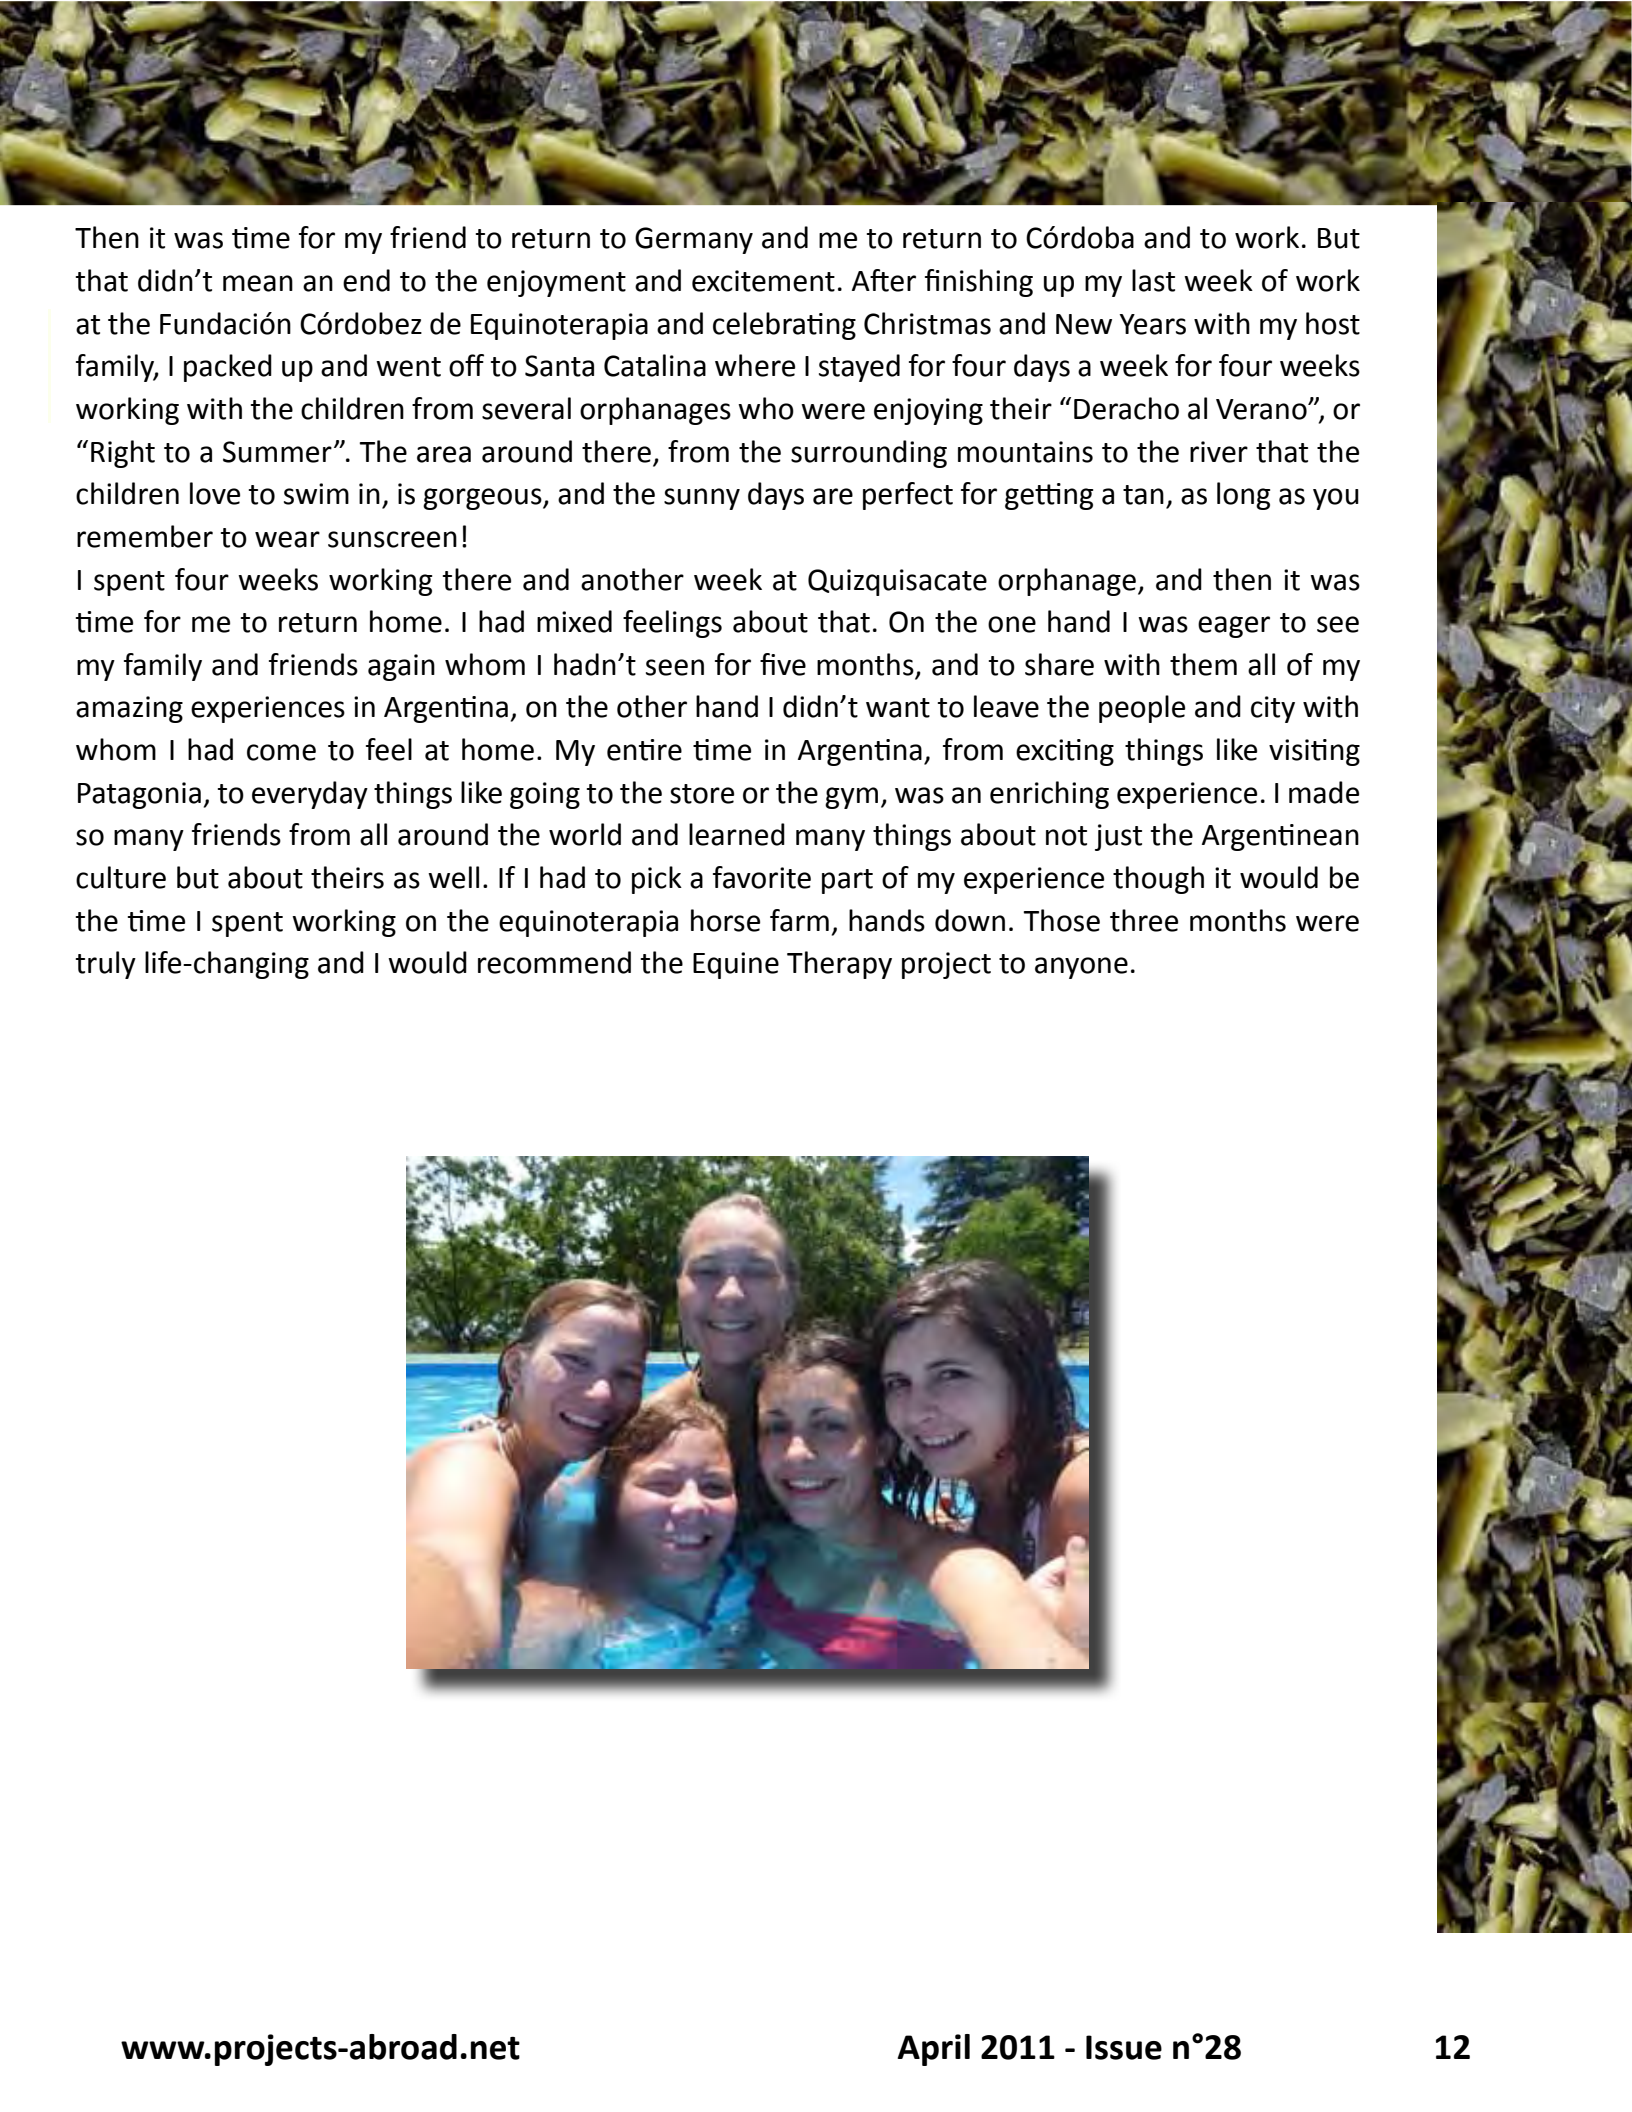 Then it was time for my friend to return to Germany and me to return to Córdoba and to work. But
that didn’t mean an end to the enjoyment and excitement. After finishing up my last week of work
at the Fundación Córdobez de Equinoterapia and celebrating Christmas and New Years with my host
family, I packed up and went off to Santa Catalina where I stayed for four days a week for four weeks
working with the children from several orphanages who were enjoying their “Deracho al Verano”, or
“Right to a Summer”. The area around there, from the surrounding mountains to the river that the
children love to swim in, is gorgeous, and the sunny days are perfect for getting a tan, as long as you
remember to wear sunscreen!
I spent four weeks working there and another week at Quizquisacate orphanage, and then it was
time for me to return home. I had mixed feelings about that. On the one hand I was eager to see
my family and friends again whom I hadn’t seen for five months, and to share with them all of my
amazing experiences in Argentina, on the other hand I didn’t want to leave the people and city with
whom I had come to feel at home. My entire time in Argentina, from exciting things like visiting
Patagonia, to everyday things like going to the store or the gym, was an enriching experience. I made
so many friends from all around the world and learned many things about not just the Argentinean
culture but about theirs as well. If I had to pick a favorite part of my experience though it would be
the time I spent working on the equinoterapia horse farm, hands down. Those three months were
truly life-changing and I would recommend the Equine Therapy project to anyone.
www.projects-abroad.net April 2011 - Issue n°28 12